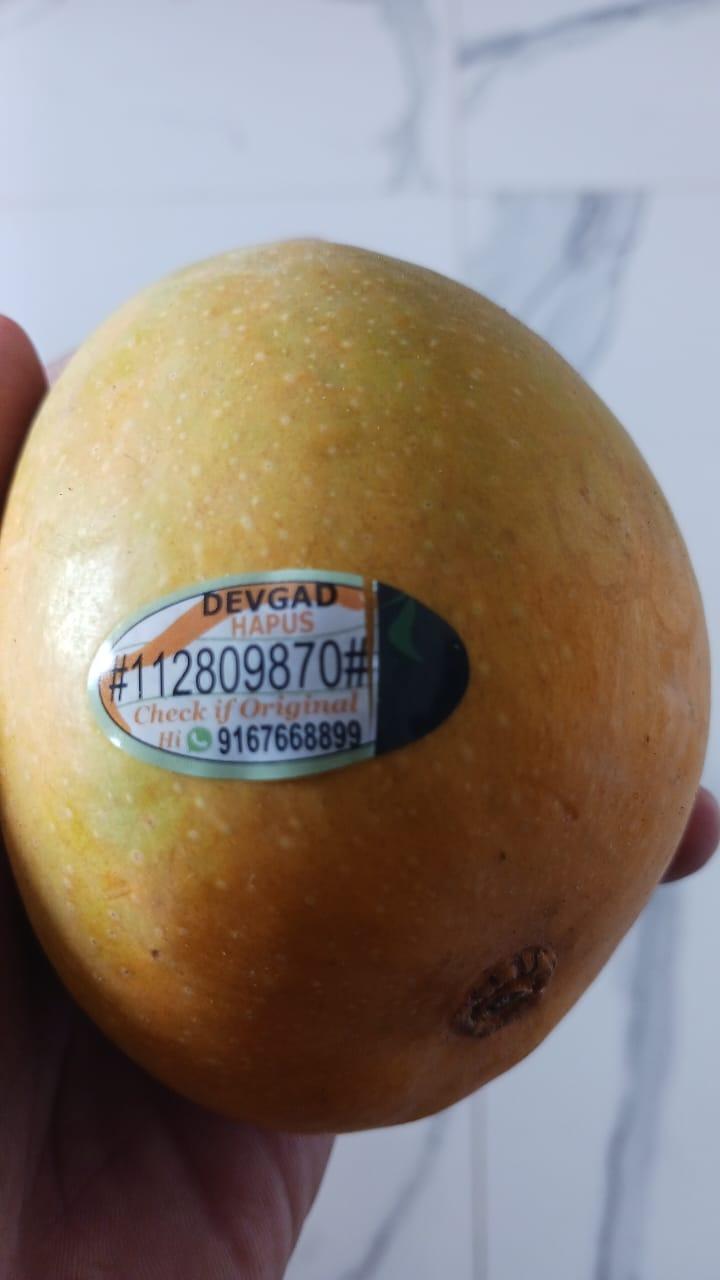 DEVGAD
HAPUS
#112809870#
Check if Original
Hi 9167668899